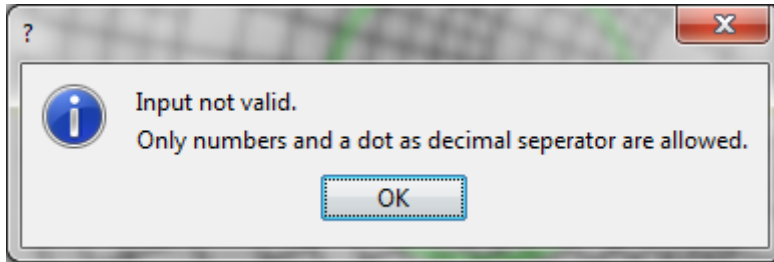 ?
Input not valid.
Only numbers and a dot as decimal seperator are allowed.
OK